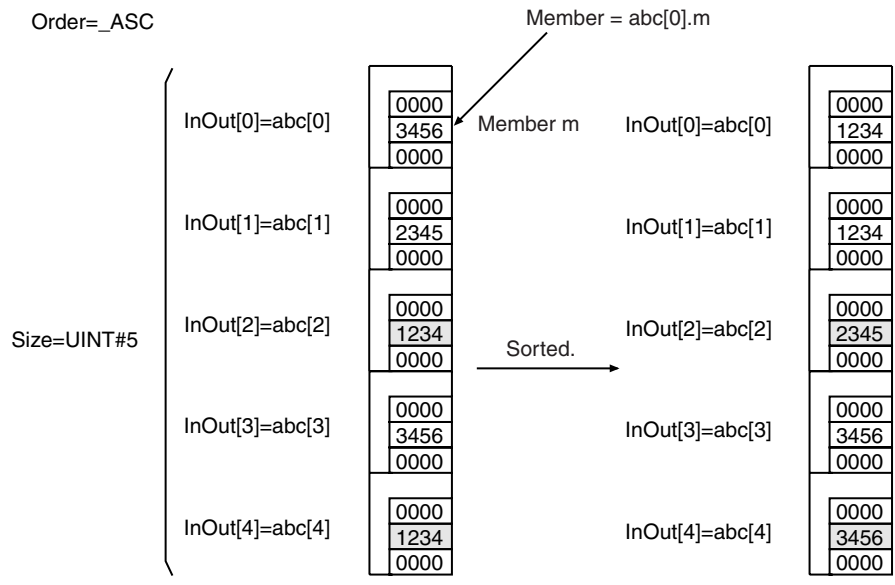 Order=_ASC
Member = abc[0].m
InOut[0]=abc[0]
0000
3456
0000
Member m
InOut[0]=abc[0]
0000
1234
0000
InOut[1]=abc[1]
0000
2345
0000
InOut[1]=abc[1]
0000
1234
0000
Size=UINT#5
InOut[2]=abc[2]
0000
1234
0000
Sorted.
InOut[2]=abc[2]
0000
2345
0000
InOut[3]=abc[3]
0000
3456
0000
InOut[3]=abc[3]
0000
3456
0000
InOut[4]=abc[4]
0000
1234
0000
InOut[4]=abc[4]
0000
3456
0000